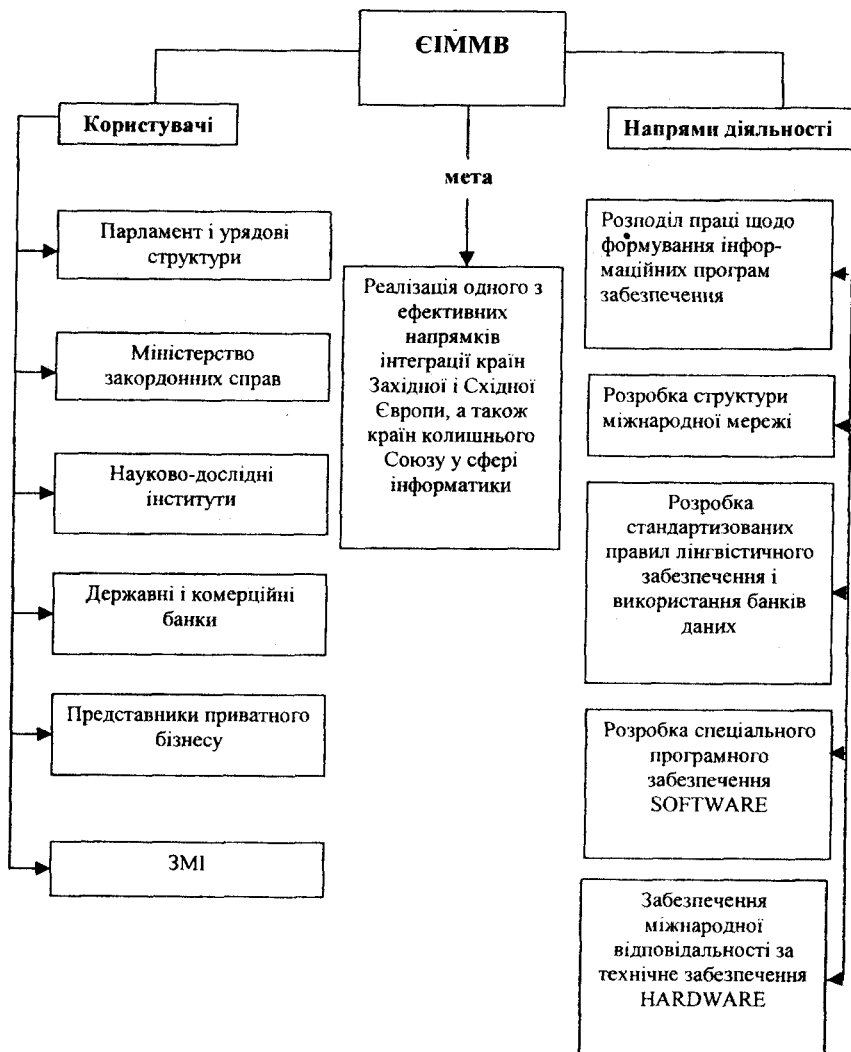 ЄІММВ
Користувачі
Напрями діяльності
мета
Парламент і урядові
структури
Міністерство
закордонних справ
Науково-дослідні
інститути
Державні і комерційні
банки
Представники приватного
бізнесу
ЗМІ
Реалізація одного з
ефективних
напрямків
інтеграції країн
Західної і Східної
Європи, а також
країн колишнього
Союзу у сфері
інформатики
Розподіл праці щодо
формування інфор-
маційних програм
забезпечення
Розробка структури
міжнародної мережі
Розробка
стандартизованих
правил лінгвістичного
забезпечення і
використання банків
даних
Розробка спеціального
програмного
забезпечення
SOFTWARE
Забезпечення
міжнародної
відповідальності за
технічне забезпечення
HARDWARE